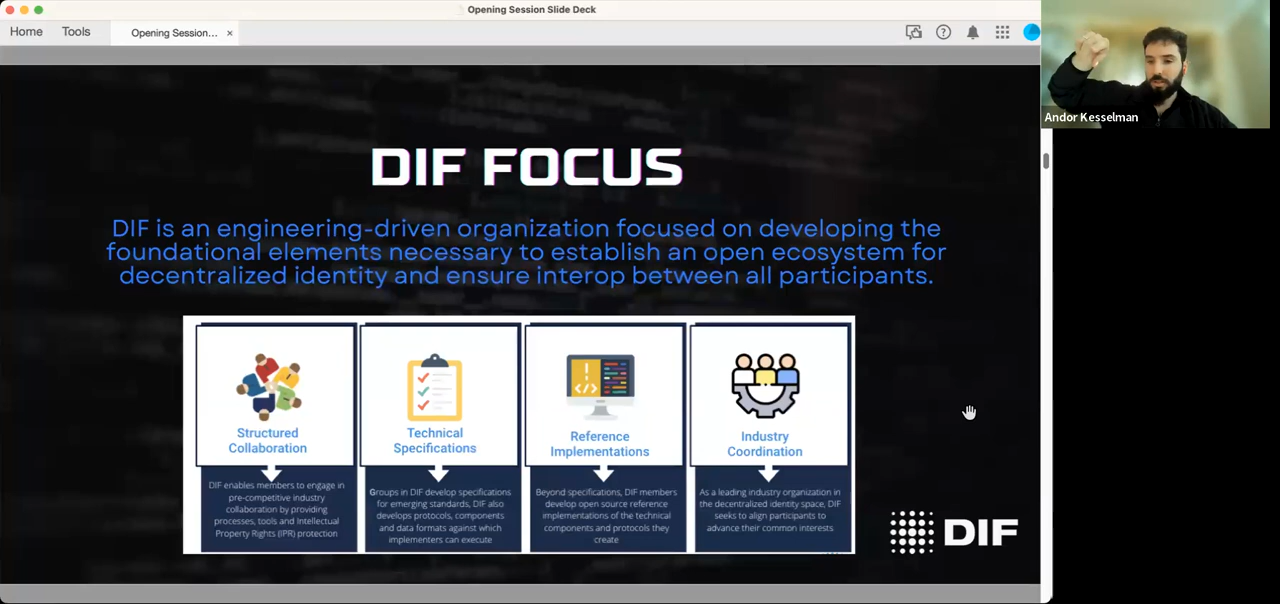 Opening Session Slide Deck
Home
Tools
Opening Session...
Andor Kesselman
DIF FOCUS
DIF is an engineering-driven organization focused on developing the
foundational elements necessary to establish an open ecosystem for
decentralized identity and ensure interop between all participants.
Structured
Collaboration
DIF enables members to engage in
pre-competitive industry
collaboration by providing
processes, tools and Intellectual
Property Rights (IPR) protection
Technical
Specifications
Groups in DIF develop specifications
for emerging standards, DIF also
develops protocols, components
and data formats against which
implementers can execute
Reference
Implementations
Beyond specifications, DIF members
develop open source reference
implementations of the technical
components and protocols they
create
Industry
Coordination
As a leading industry organization in
the decentralized identity space, DIF
seeks to align participants to
advance their common interests
DIF